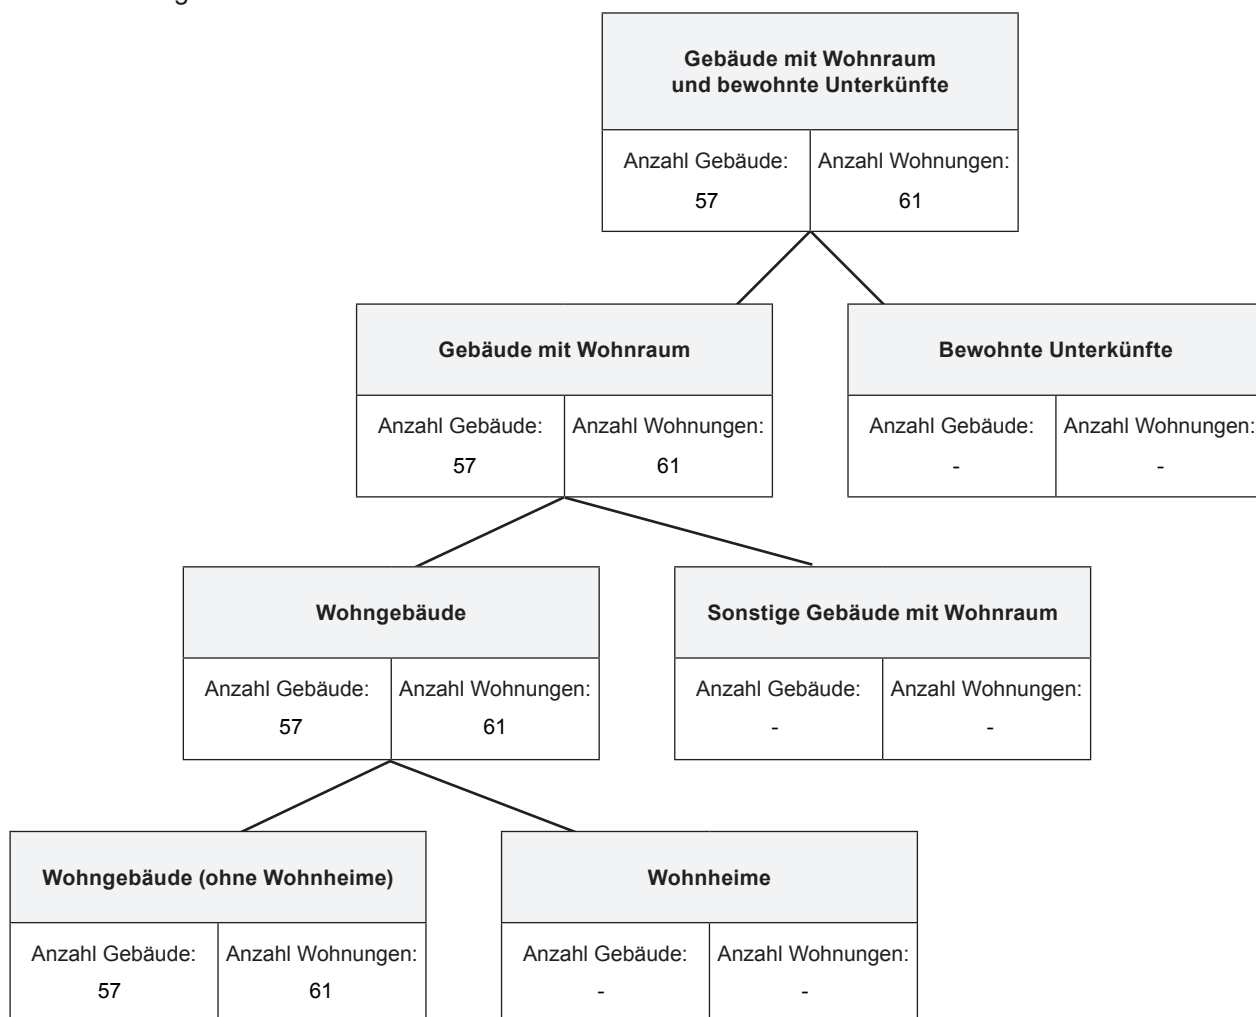 Gebäude mit Wohnraum
und bewohnte Unterkünfte
Anzahl Gebäude: Anzahl Wohnungen:
57 61
Gebäude mit Wohnraum
Bewohnte Unterkünfte
Anzahl Gebäude: Anzahl Wohnungen:
57 61
Anzahl Gebäude: Anzahl Wohnungen:
- -
Wohngebäude
Sonstige Gebäude mit Wohnraum
Anzahl Gebäude: Anzahl Wohnungen:
57 61
Anzahl Gebäude: Anzahl Wohnungen:
- -
Wohngebäude (ohne Wohnheime)
Wohnheime
Anzahl Gebäude: Anzahl Wohnungen:
57 61
Anzahl Gebäude: Anzahl Wohnungen:
- -